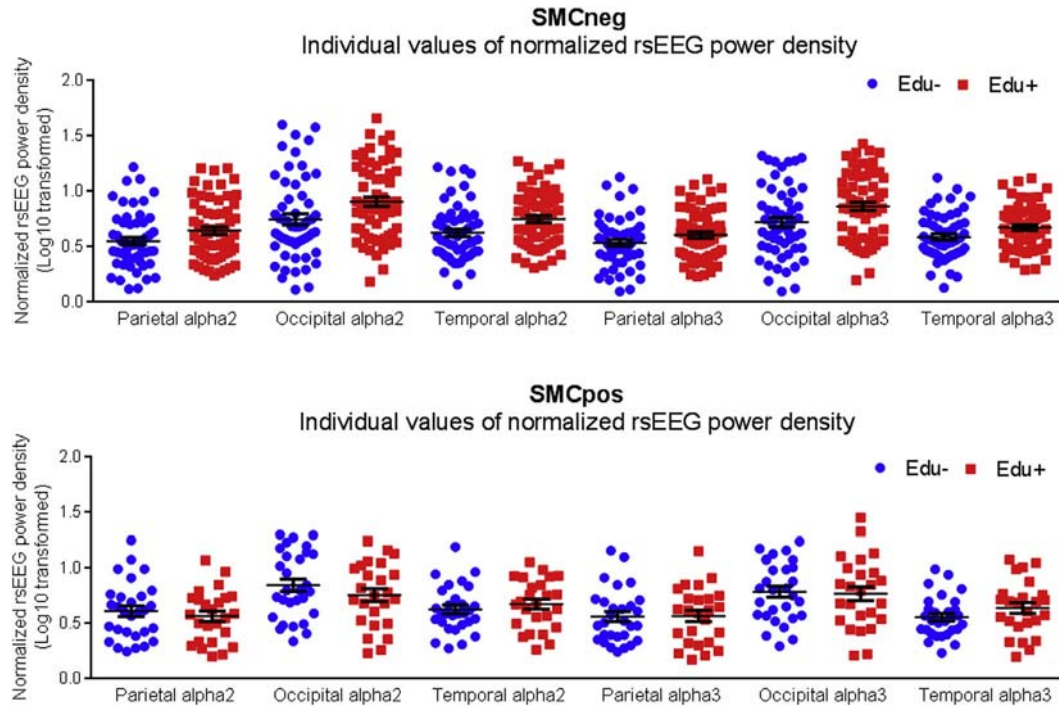 SMCneg
Individual values of normalized rsEEG power density
Normalized rsEEG power density
(Log10 transformed)
2.0
1.5
1.0
0.5
0.0
Edu- Edu+
Parietal alpha2 Occipital alpha2 Temporal alpha2 Parietal alpha3 Occipital alpha3 Temporal alpha3
SMCpos
Individual values of normalized rsEEG power density
Normalized rsEEG power density
(Log10 transformed)
2.0
1.5
1.0
0.5
0.0
Edu- Edu+
Parietal alpha2 Occipital alpha2 Temporal alpha2 Parietal alpha3 Occipital alpha3 Temporal alpha3